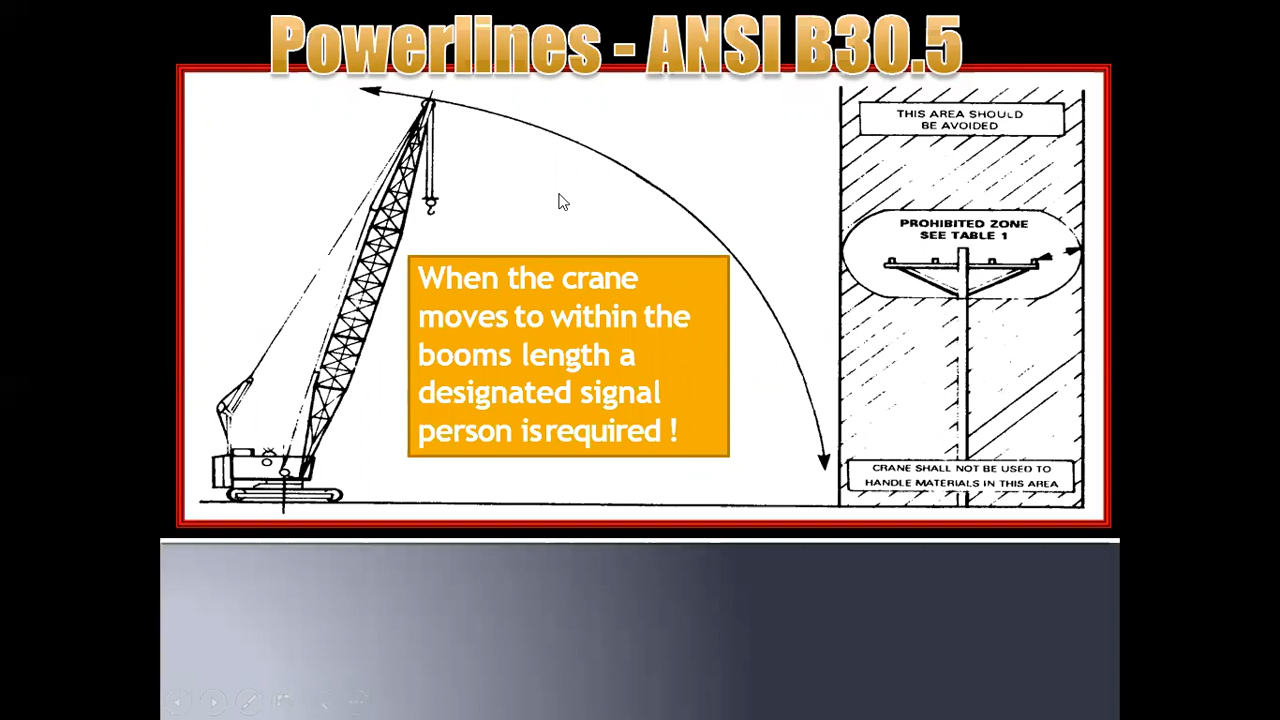 Powerlines - ANSI B30.5
THIS AREA SHOULD
BE AVOIDED
PROHIBITED ZONE
SEE TABLE 1
When the crane
moves to within the
booms length a
designated signal
person is required !
CRANE SHALL NOT BE USED TO
HANDLE MATERIALS IN THIS AREA